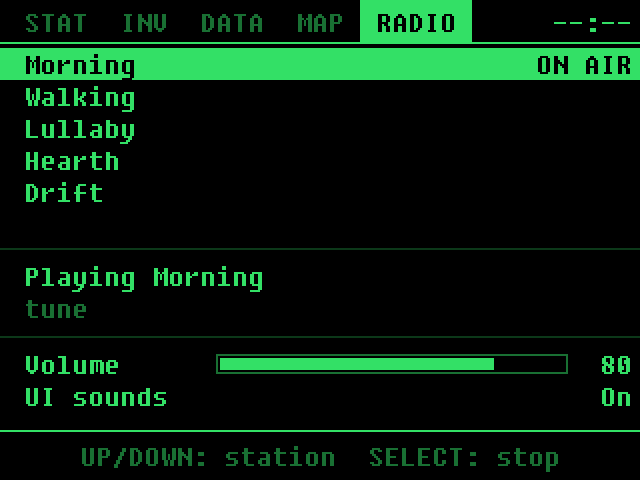 STAT INV DATA MAP RADIO --:--
Morning ON AIR
Walking
Lullaby
Hearth
Drift
Playing Morning
tune
Volume 80
UI sounds On
UP/DOWN: station SELECT: stop